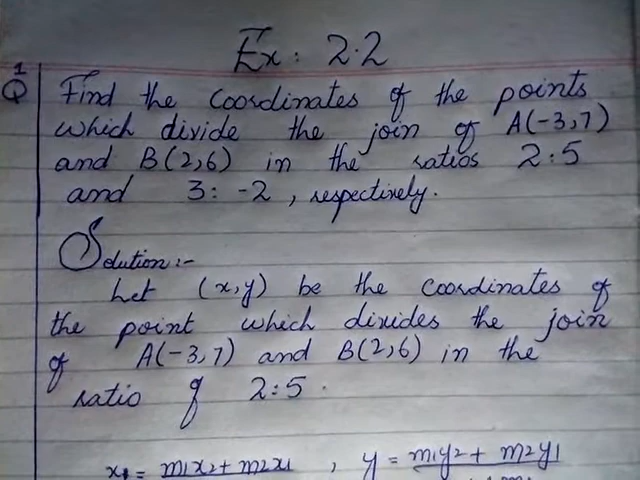 Ex: 2.2
Q1 Find the coordinates of the points
which divide the join of A(-3,7)
and B(2,6) in the ratios 2:5
and 3: -2, respectively.
Solution:-
Let (x,y) be the coordinates of
the point which divides the join
of A(-3,7) and B(2,6) in the
ratio of 2:5.
x = m1x2 + m2x1 , y = m1y2 + m2y1